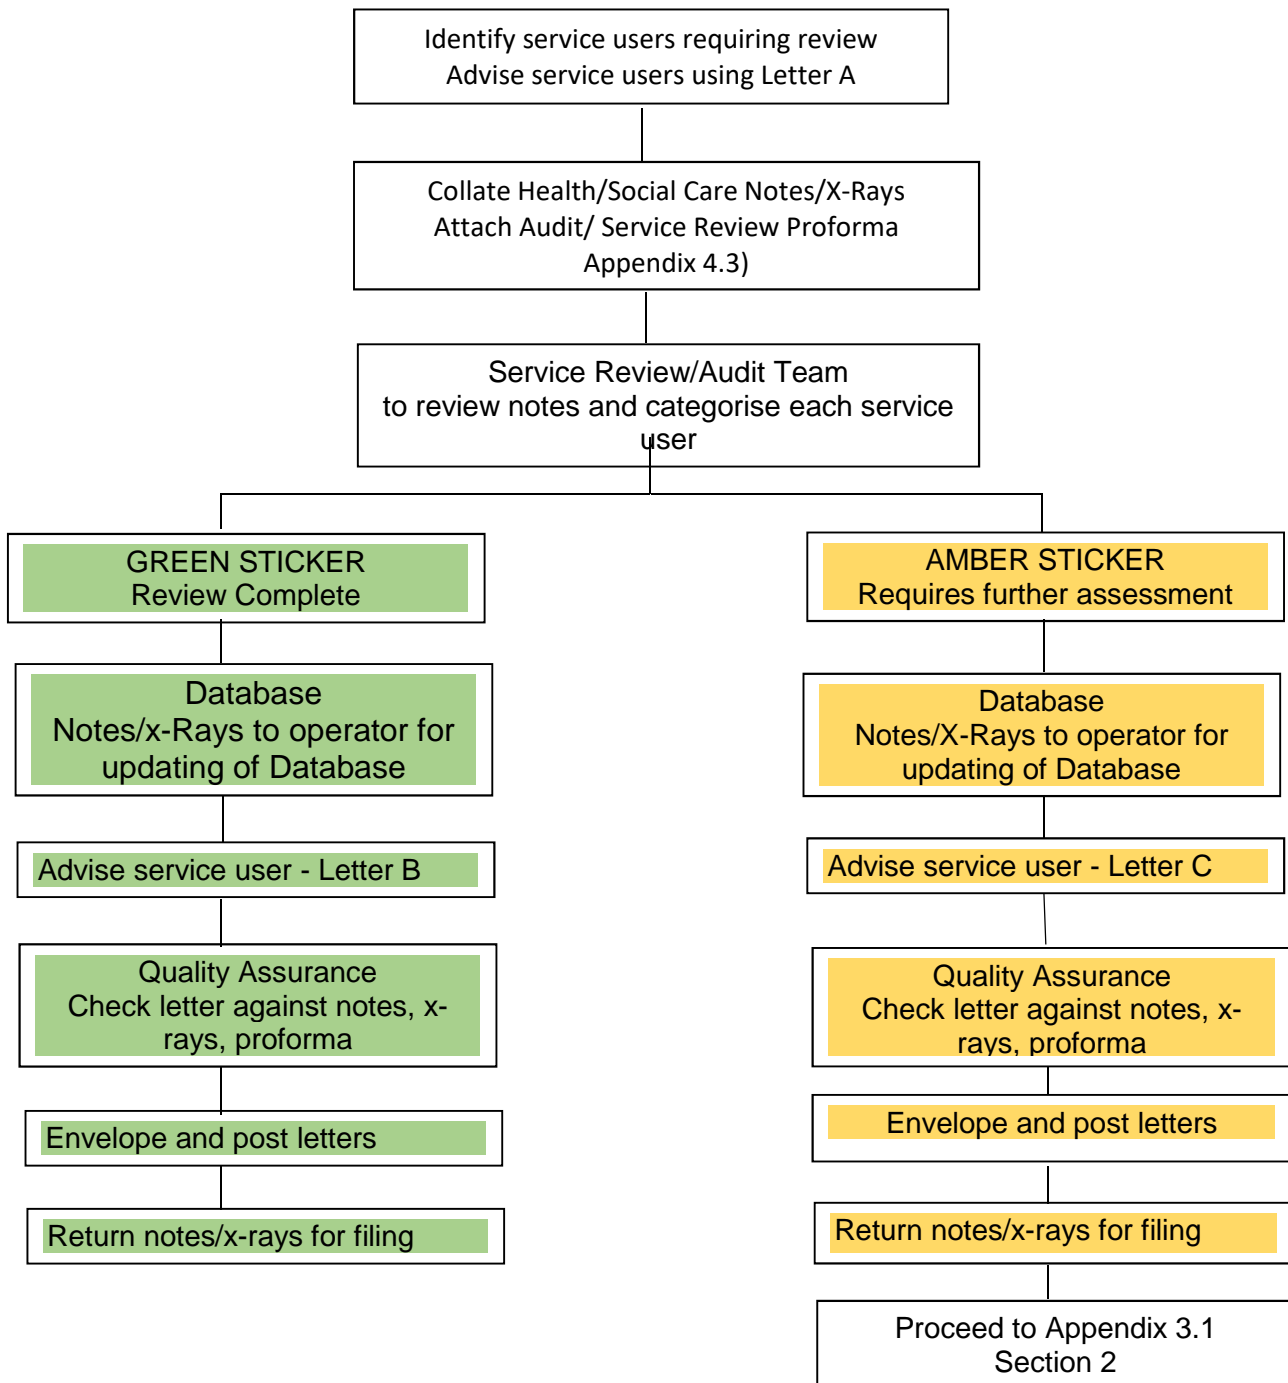 Identify service users requiring review
Advise service users using Letter A
Collate Health/Social Care Notes/X-Rays
Attach Audit/ Service Review Proforma
Appendix 4.3)
Service Review/Audit Team
to review notes and categorise each service
user
GREEN STICKER
Review Complete
Database
Notes/x-Rays to operator for
updating of Database
Advise service user - Letter B
Quality Assurance
Check letter against notes, x-
rays, proforma
Envelope and post letters
Return notes/x-rays for filing
AMBER STICKER
Requires further assessment
Database
Notes/X-Rays to operator for
updating of Database
Advise service user - Letter C
Quality Assurance
Check letter against notes, x-
rays, proforma
Envelope and post letters
Return notes/x-rays for filing
Proceed to Appendix 3.1
Section 2